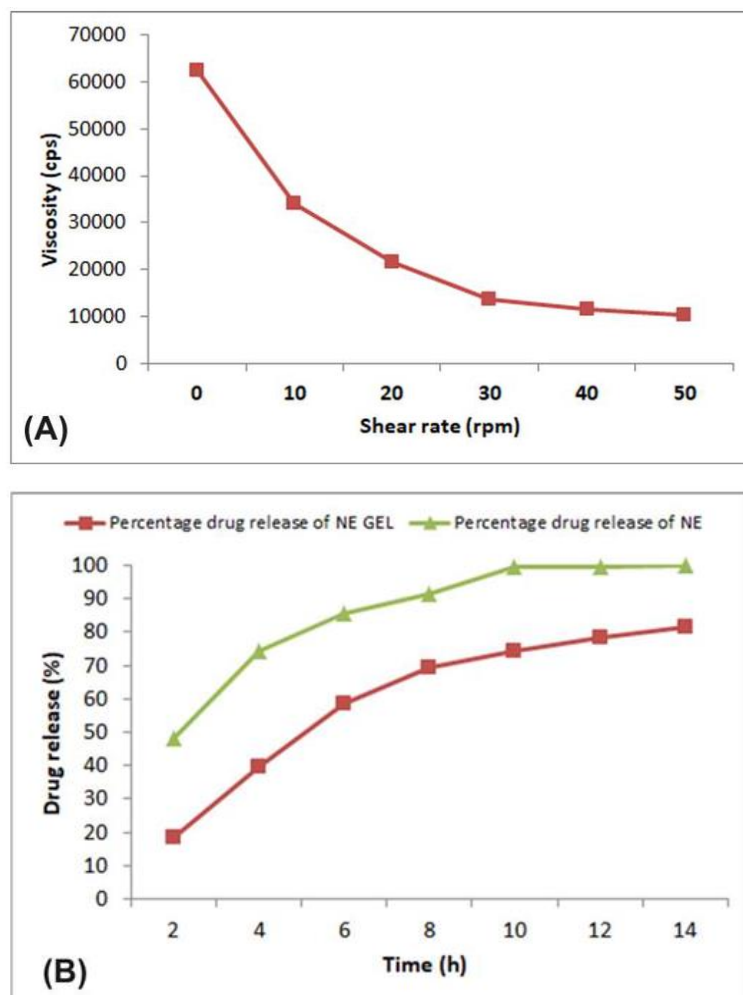 70000
60000
50000
40000
30000
20000
10000
0
Viscosity (cps)
0 10 20 30 40 50
Shear rate (rpm)
(A)
Percentage drug release of NE GEL Percentage drug release of NE
100
90
80
70
60
50
40
30
20
10
0
Drug release (%)
2 4 6 8 10 12 14
Time (h)
(B)